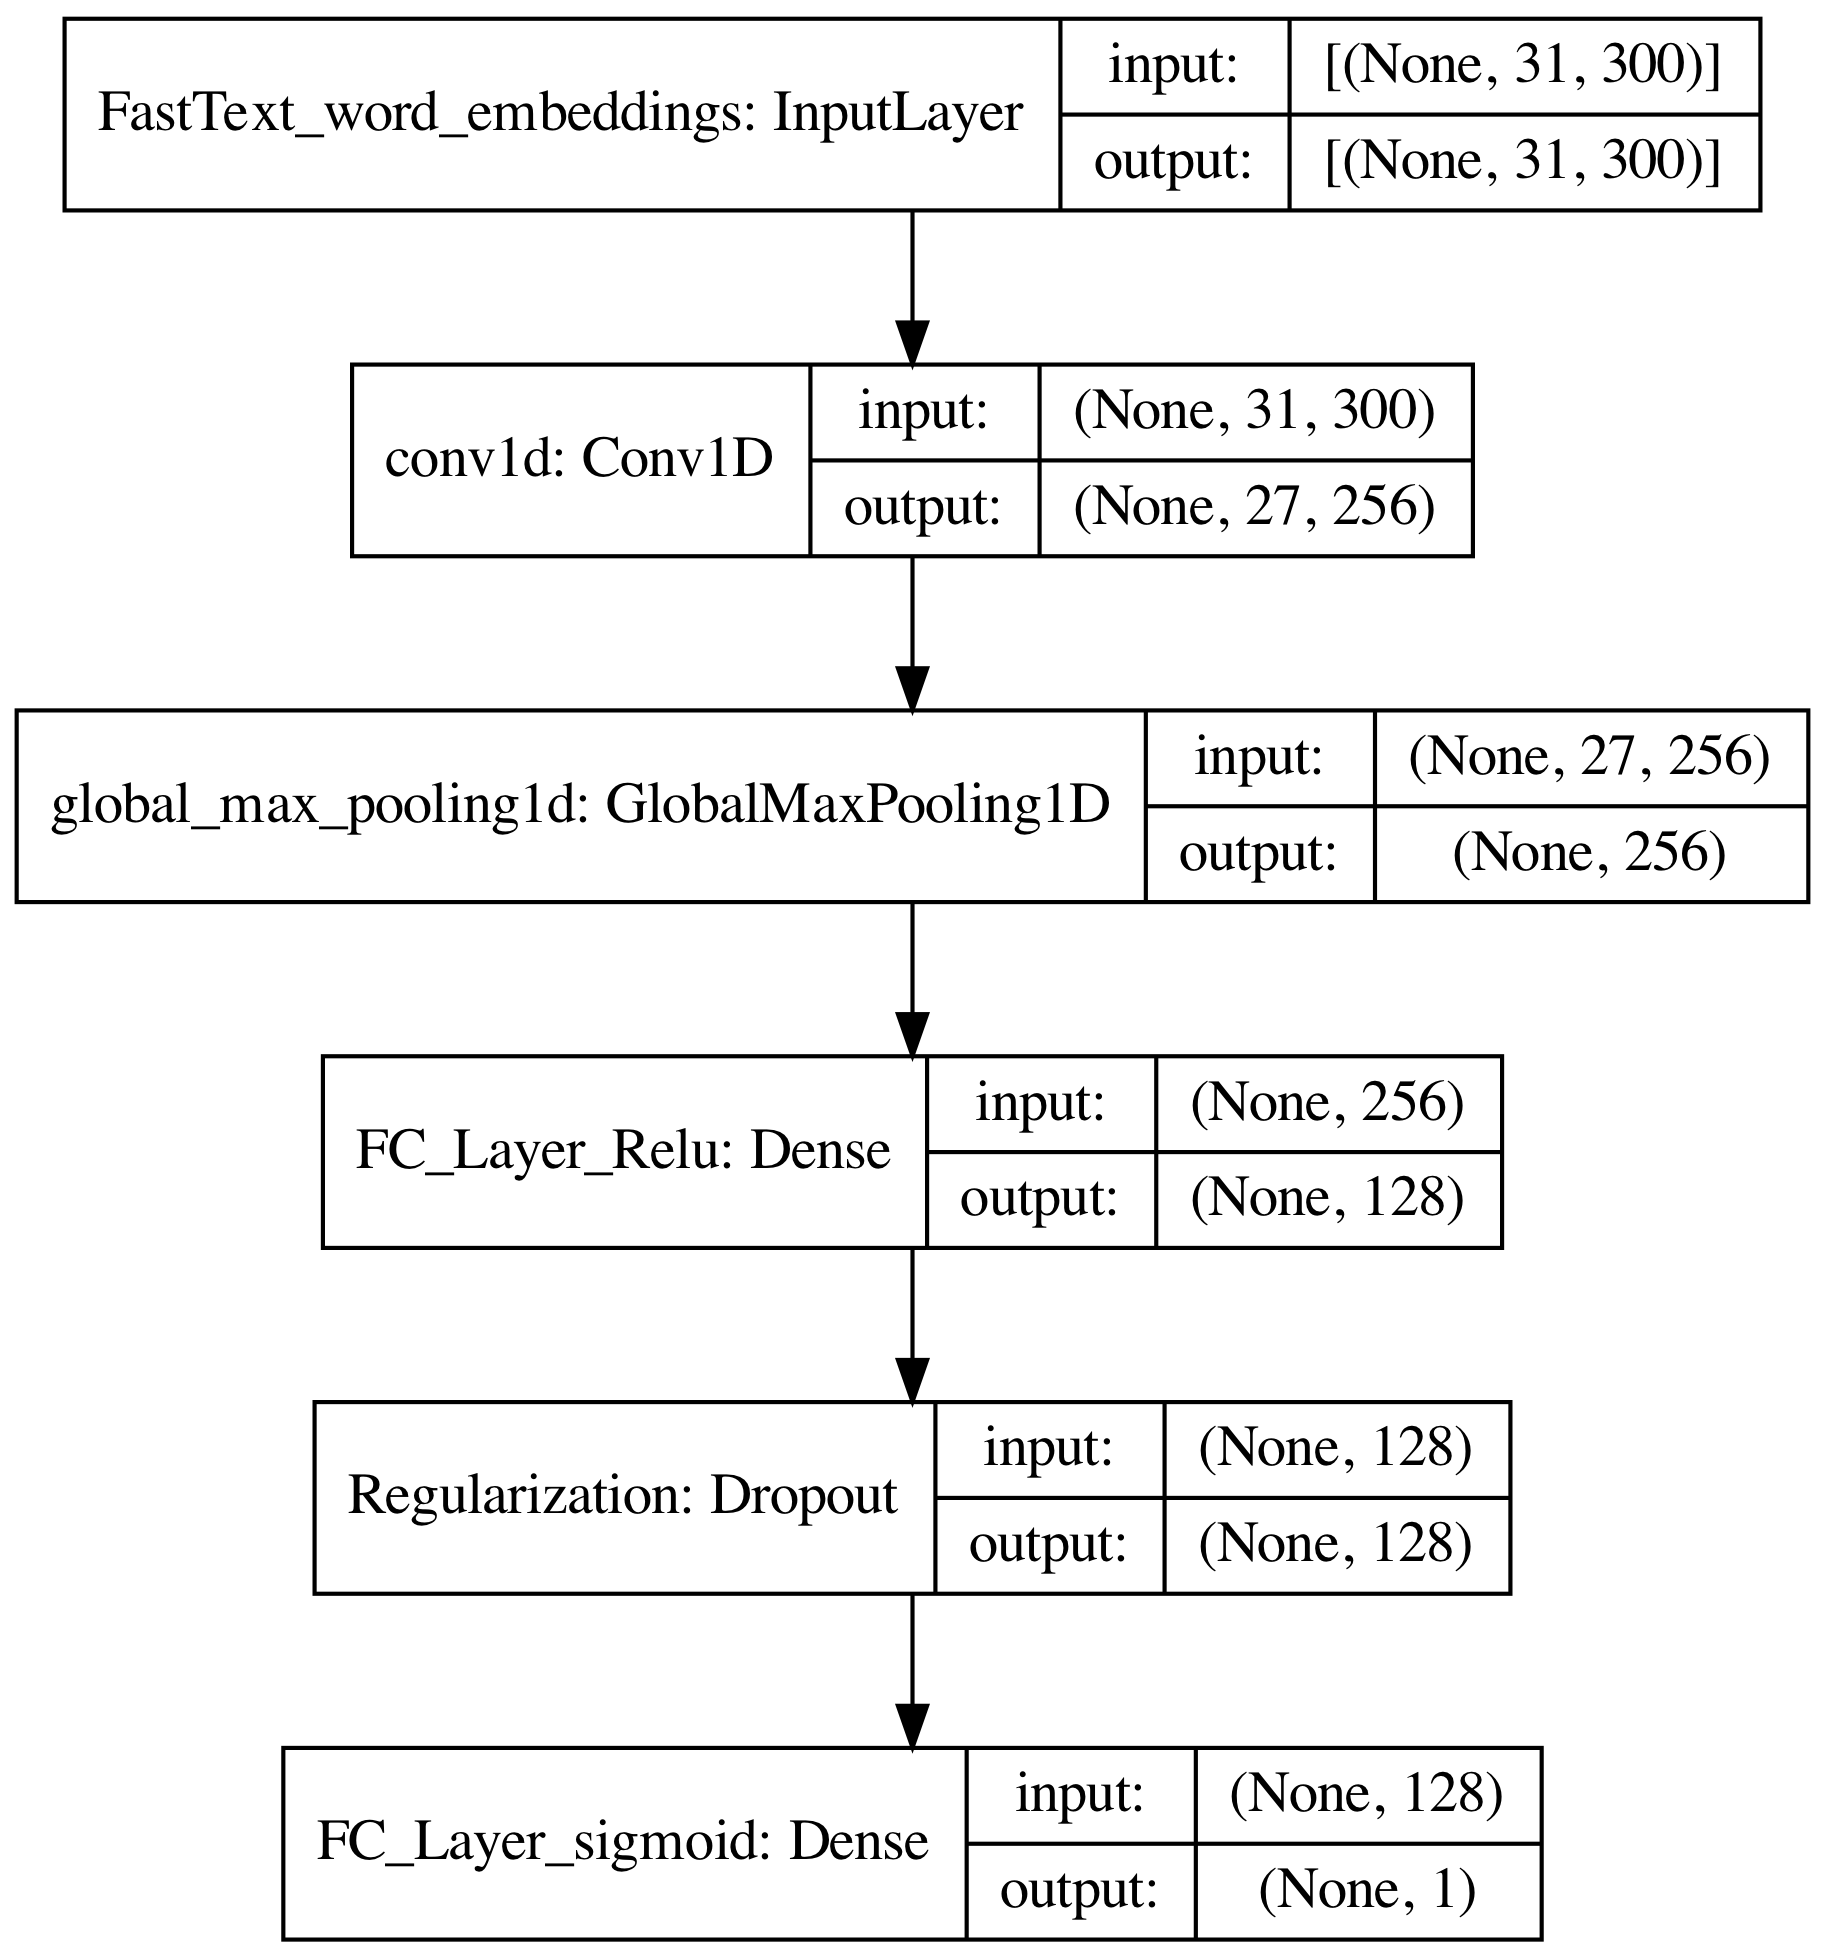 FastText_word_embeddings: InputLayer
input:
[(None, 31, 300)]
output:
[(None, 31, 300)]
conv1d: Conv1D
input:
(None, 31, 300)
output:
(None, 27, 256)
global_max_pooling1d: GlobalMaxPooling1D
input:
(None, 27, 256)
output:
(None, 256)
FC_Layer_Relu: Dense
input:
(None, 256)
output:
(None, 128)
Regularization: Dropout
input:
(None, 128)
output:
(None, 128)
FC_Layer_sigmoid: Dense
input:
(None, 128)
output:
(None, 1)